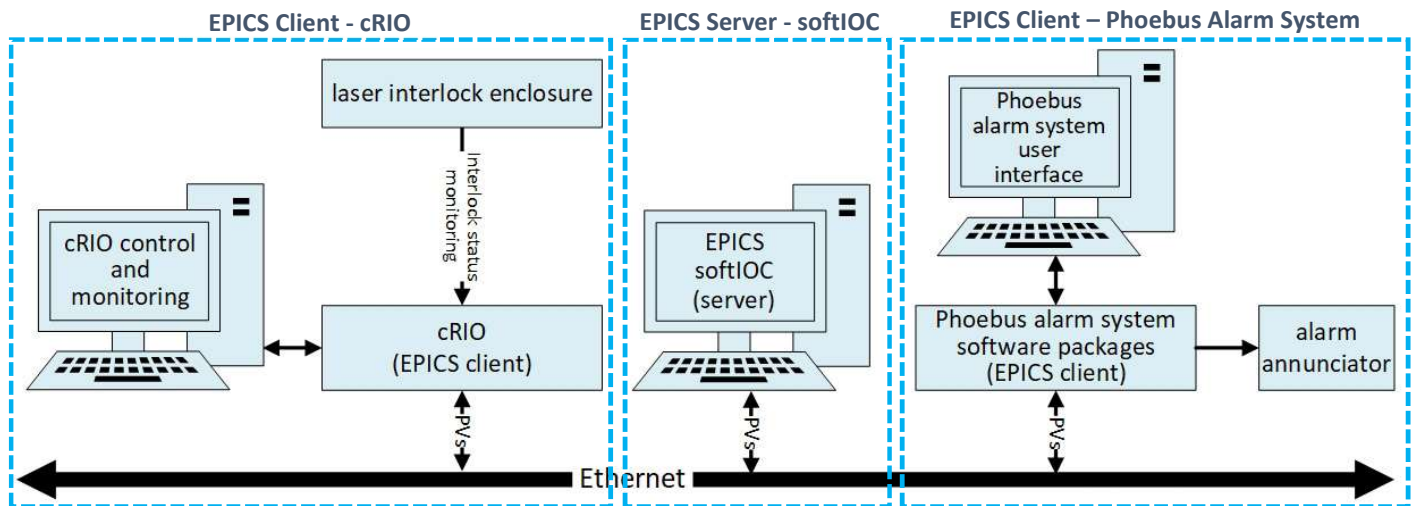 EPICS Client - cRIO
EPICS Server - softIOC
EPICS Client – Phoebus Alarm System
laser interlock enclosure
Interlock status
monitoring
cRIO control
and
monitoring
cRIO
(EPICS client)
PVs
EPICS
softIOC
(server)
PVs
Phoebus
alarm system
user
interface
Phoebus alarm system
software packages
(EPICS client)
alarm
annunciator
PVs
Ethernet